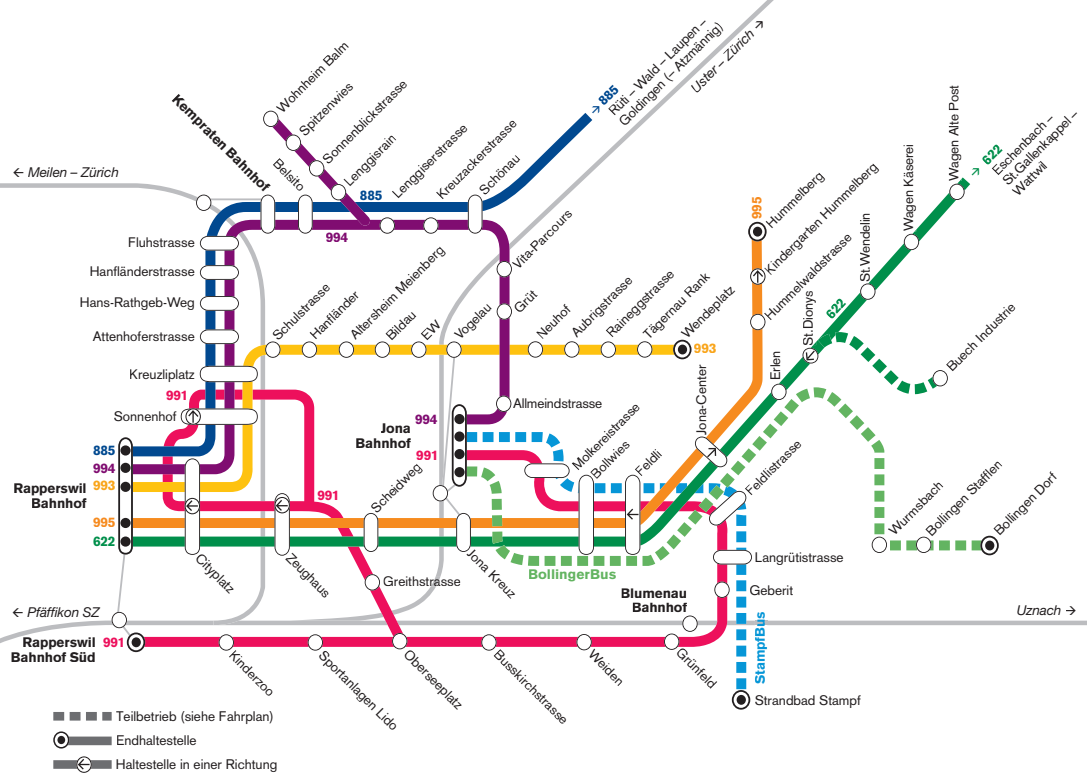 Uster – Zürich →
→ 885
Rüti – Wald – Laupen –
Goldingen (– Atzmännig)
← Meilen – Zürich
Kempraten Bahnhof
Belsito
Wohnheim Balm
Spitzenwies
Sonnenblickstrasse
Lenggisrain
Lenggiserstrasse
Kreuzackerstrasse
Schönau
885
994
Fluhstrasse
Hanfländerstrasse
Hans-Rathgeb-Weg
Attenhoferstrasse
Kreuzliplatz
Sonnenhof
991
Vita-Parcours
Grüt
Allmeindstrasse
Schulstrasse
Hanfländer
Altersheim Meienberg
Bildau
EW
Vogelau
Neuhof
Aubrigstrasse
Raineggstrasse
Tägernau Rank
Wendeplatz
993
995
Hummelberg
Kindergarten Hummelberg
Hummelwaldstrasse
Wagen Alte Post
Wagen Käserei
St.Wendelin
St.Dionys
Erlen
622
→ 622
Eschenbach –
St.Gallenkappel –
Wattwil
Buech Industrie
Jona-Center
994
Jona
Bahnhof
991
Molkereistrasse
Bollwies
Feldli
Feldlistrasse
885
994
993
Rapperswil
Bahnhof
995
622
991
Cityplatz
Zeughaus
Scheidweg
Jona Kreuz
Greithstrasse
BollingerBus
Langrütistrasse
Geberit
Blumenau
Bahnhof
Wurmsbach
Bollingen Stafflen
Bollingen Dorf
← Pfäffikon SZ
Uznach →
Rapperswil
Bahnhof Süd
991
Kinderzoo
Sportanlagen Lido
Oberseeplatz
Busskirchstrasse
Weiden
Grünfeld
StampfBus
Strandbad Stampf
Teilbetrieb (siehe Fahrplan)
Endhaltestelle
Haltestelle in einer Richtung